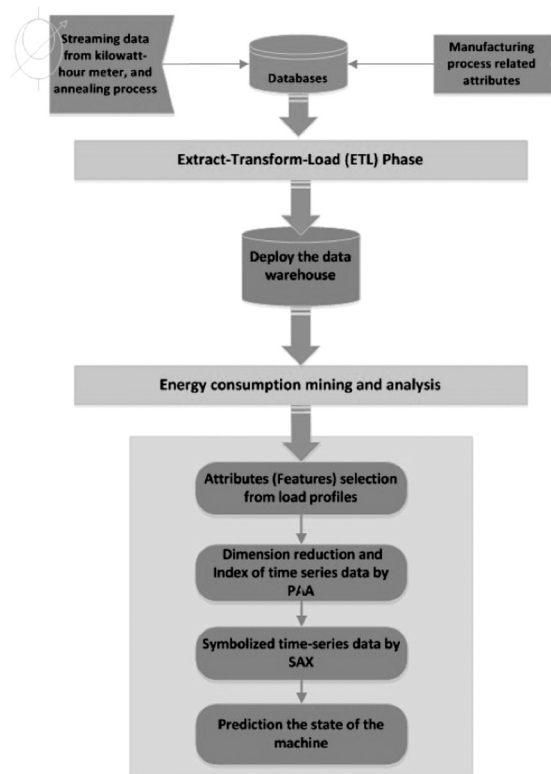 Streaming data
from kilowatt-
hour meter, and
annealing process
Databases
Manufacturing
process related
attributes
Extract-Transform-Load (ETL) Phase
Deploy the data
warehouse
Energy consumption mining and analysis
Attributes (Features) selection
from load profiles
Dimension reduction and
Index of time series data by
PAA
Symbolized time-series data by
SAX
Prediction the state of the
machine